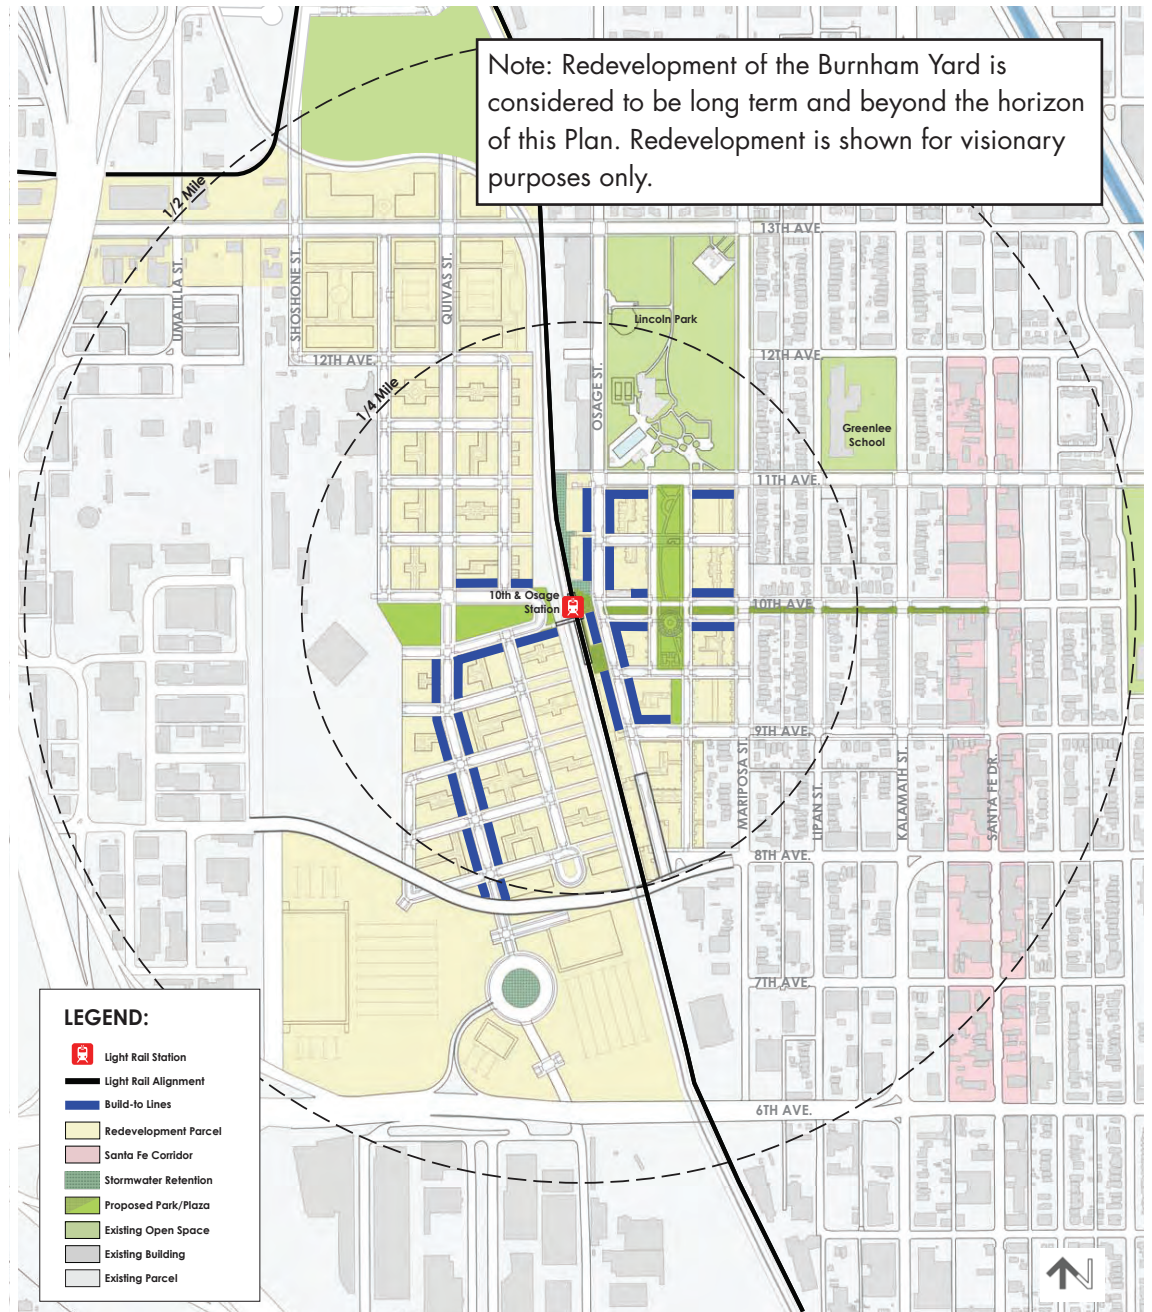 Note: Redevelopment of the Burnham Yard is
considered to be long term and beyond the horizon
of this Plan. Redevelopment is shown for visionary
purposes only.
1/2 Mile
13TH AVE.
UMATILLA ST.
SHOSHONE ST.
QUIVAS ST.
Lincoln Park
12TH AVE.
12TH AVE.
OSAGE ST.
1/4 Mile
Greenlee
School
11TH AVE.
10th & Osage
Station
10TH AVE.
9TH AVE.
MARIPOSA ST.
LIPAN ST.
KALAMATH ST.
SANTA FE DR.
8TH AVE.
7TH AVE.
6TH AVE.
LEGEND:
Light Rail Station
Light Rail Alignment
Build-to Lines
Redevelopment Parcel
Santa Fe Corridor
Stormwater Retention
Proposed Park/Plaza
Existing Open Space
Existing Building
Existing Parcel
N